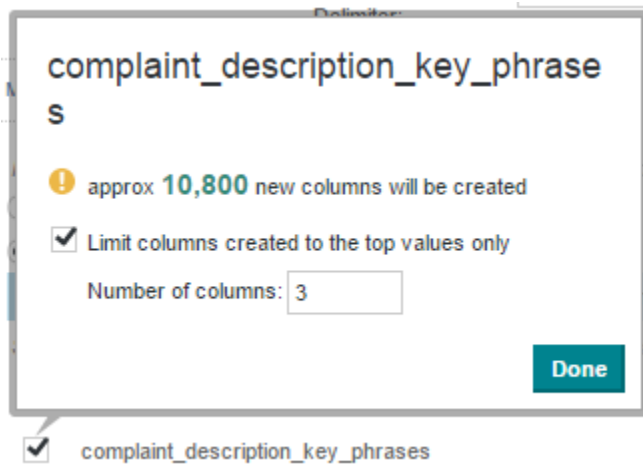 Delimiter:
complaint_description_key_phrase
s
approx 10,800 new columns will be created
Limit columns created to the top values only
Number of columns: 3
Done
complaint_description_key_phrases